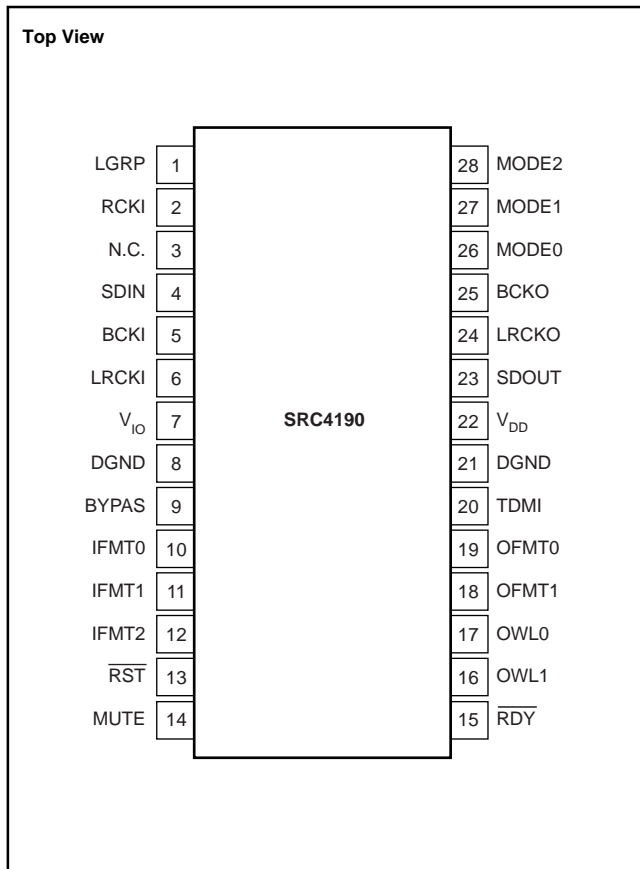 Top View
LGRP 1
RCKI 2
N.C. 3
SDIN 4
BCKI 5
LRCKI 6
VIO 7
DGND 8
BYPAS 9
IFMT0 10
IFMT1 11
IFMT2 12
R̅S̅T̅ 13
MUTE 14
SRC4190
28 MODE2
27 MODE1
26 MODE0
25 BCKO
24 LRCKO
23 SDOUT
22 VDD
21 DGND
20 TDMI
19 OFMT0
18 OFMT1
17 OWL0
16 OWL1
15 R̅D̅Y̅